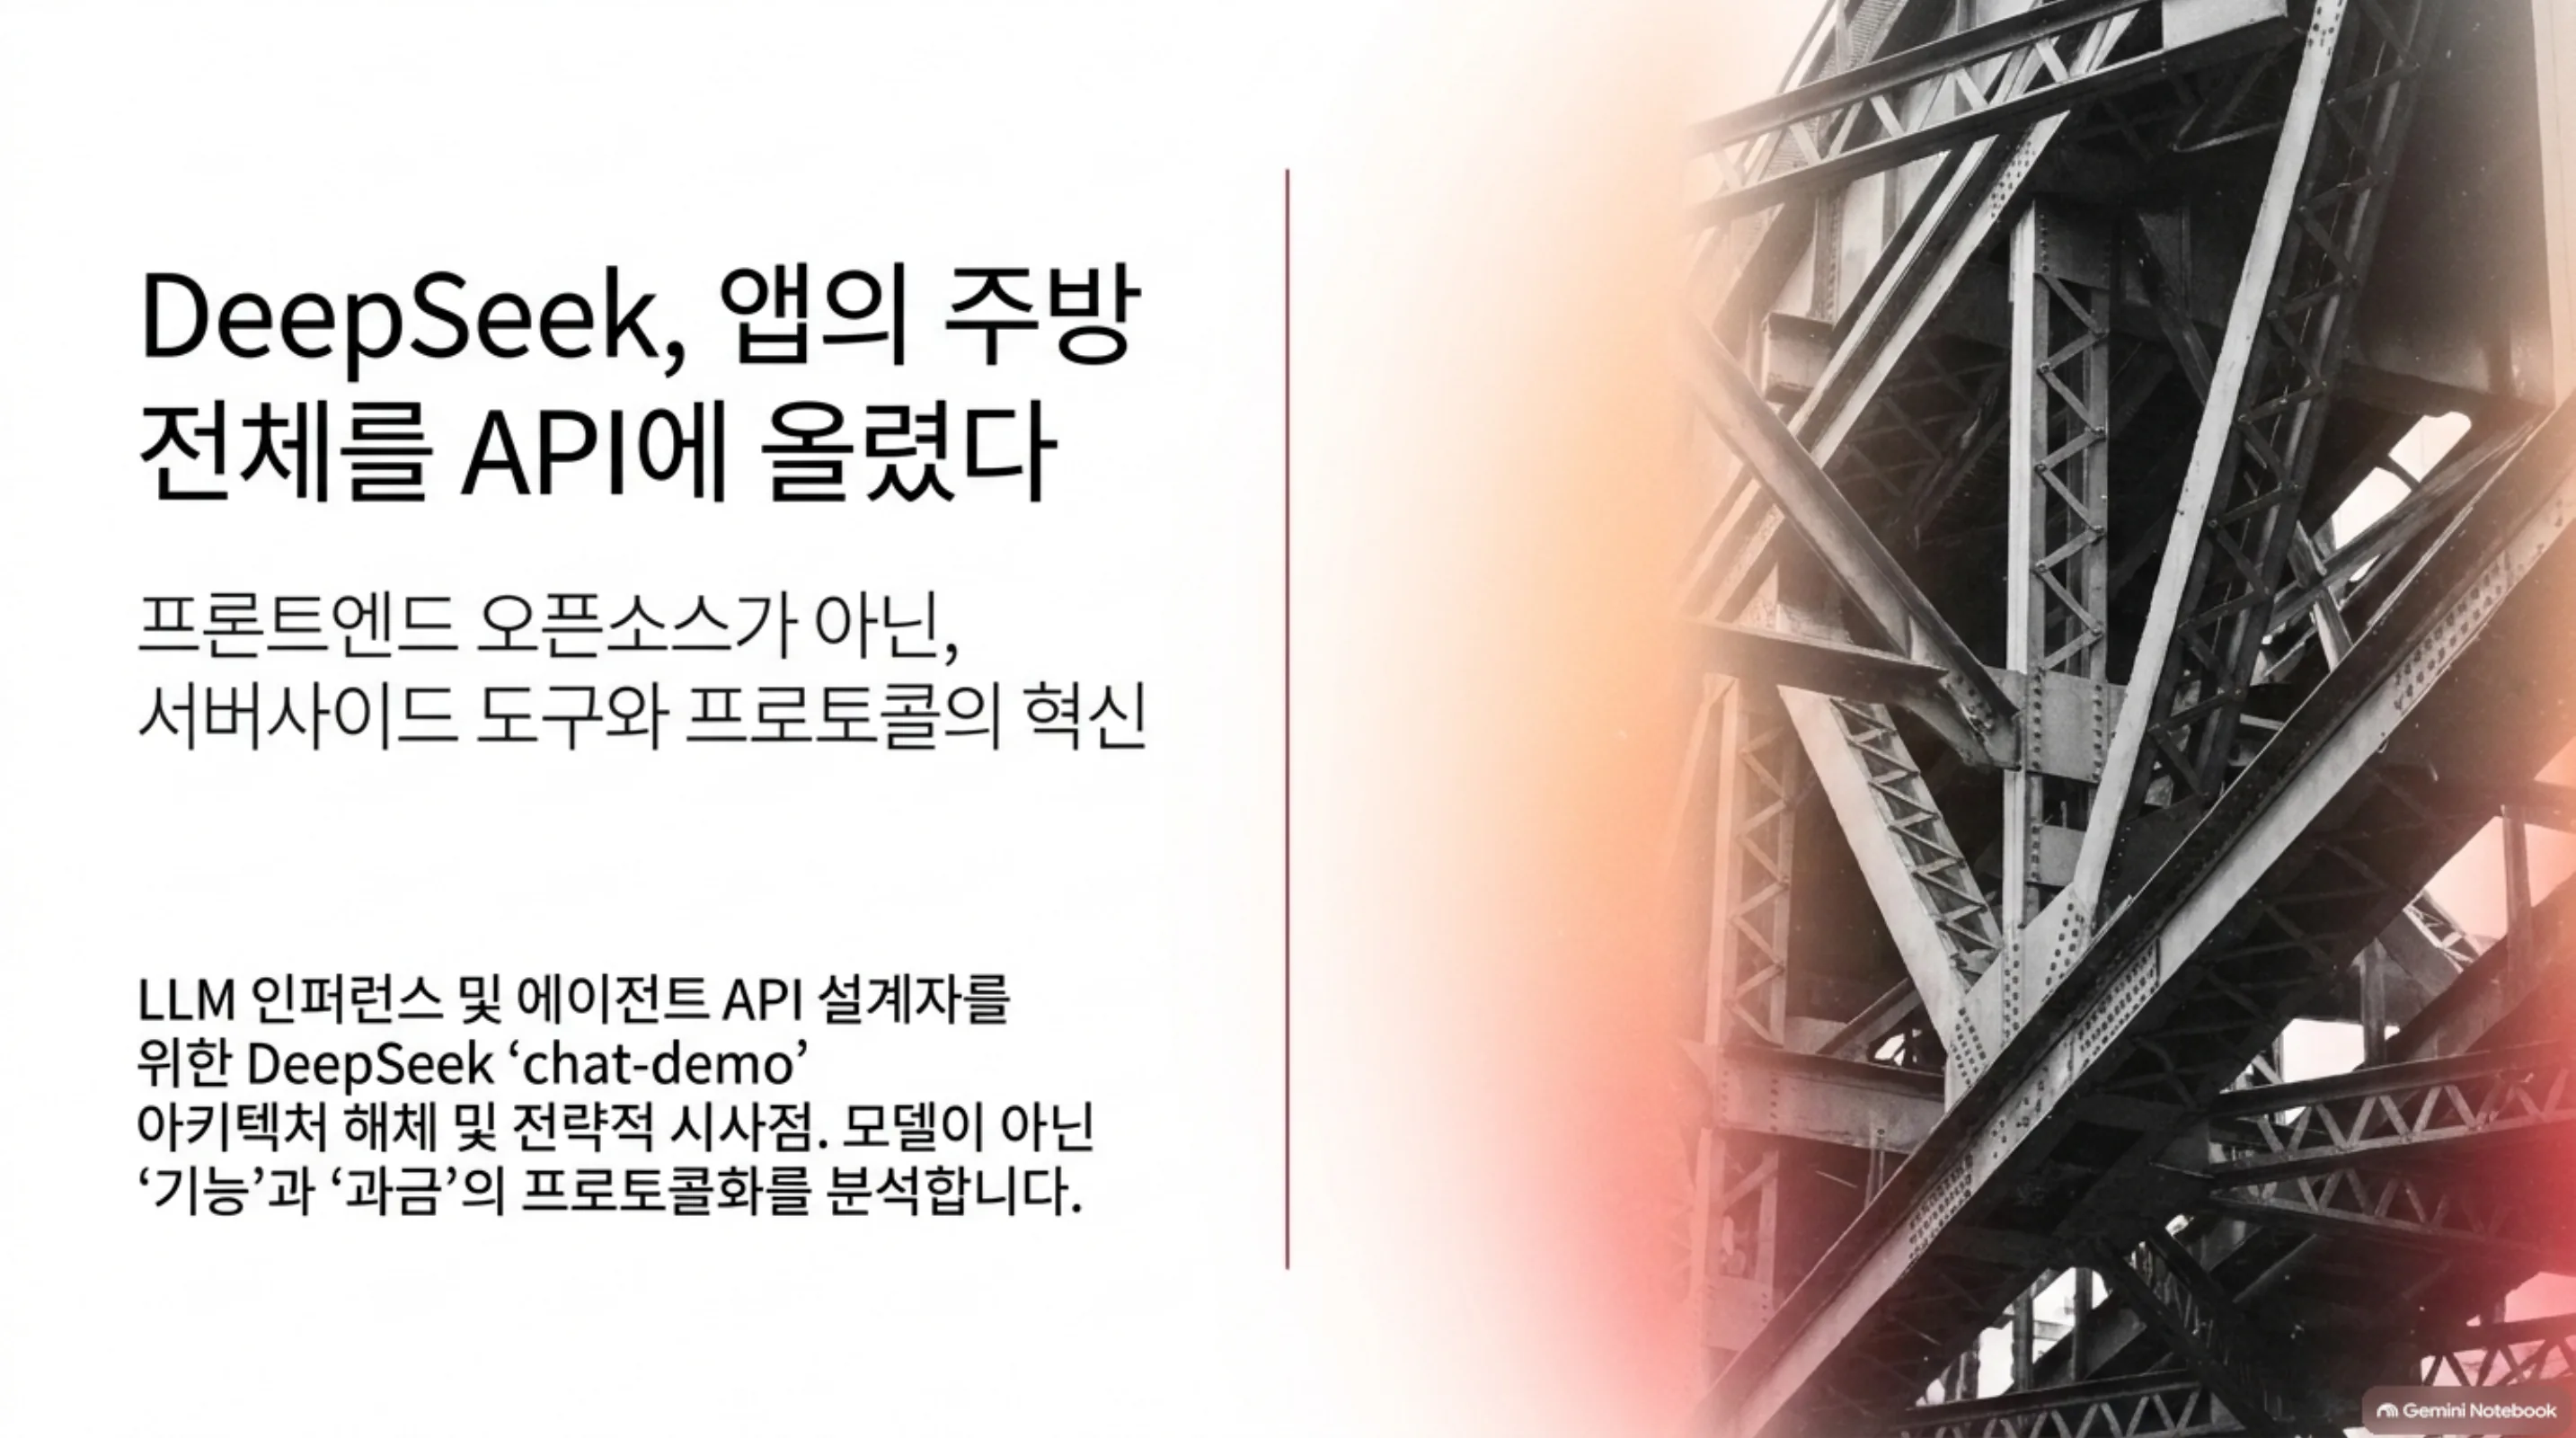 DeepSeek, 앱의 주방
전체를 API에 올렸다
프론트엔드 오픈소스가 아닌,
서버사이드 도구와 프로토콜의 혁신
LLM 인퍼런스 및 에이전트 API 설계자를
위한 DeepSeek ‘chat-demo’
아키텍처 해체 및 전략적 시사점. 모델이 아닌
‘기능’과 ‘과금’의 프로토콜화를 분석합니다.
Gemini Notebook